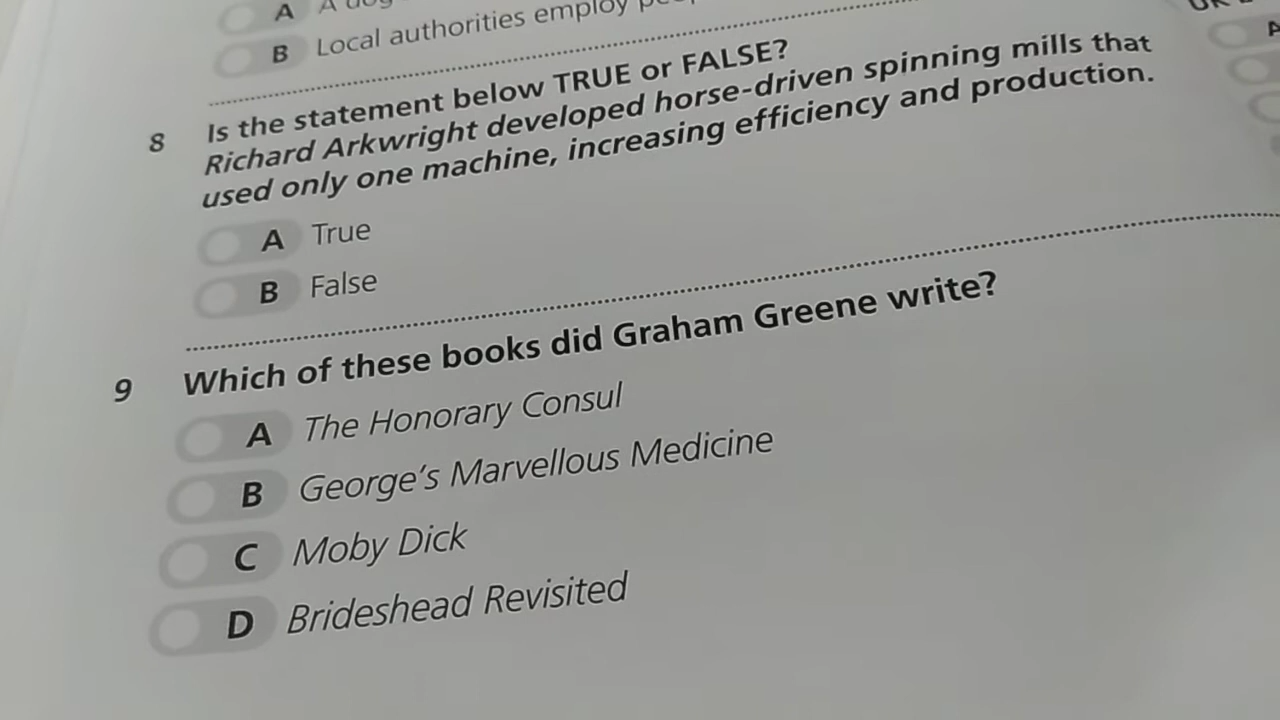 A A
B Local authorities employ
8 Is the statement below TRUE or FALSE?
Richard Arkwright developed horse-driven spinning mills that
used only one machine, increasing efficiency and production.
A True
B False
9 Which of these books did Graham Greene write?
A The Honorary Consul
B George's Marvellous Medicine
C Moby Dick
D Brideshead Revisited